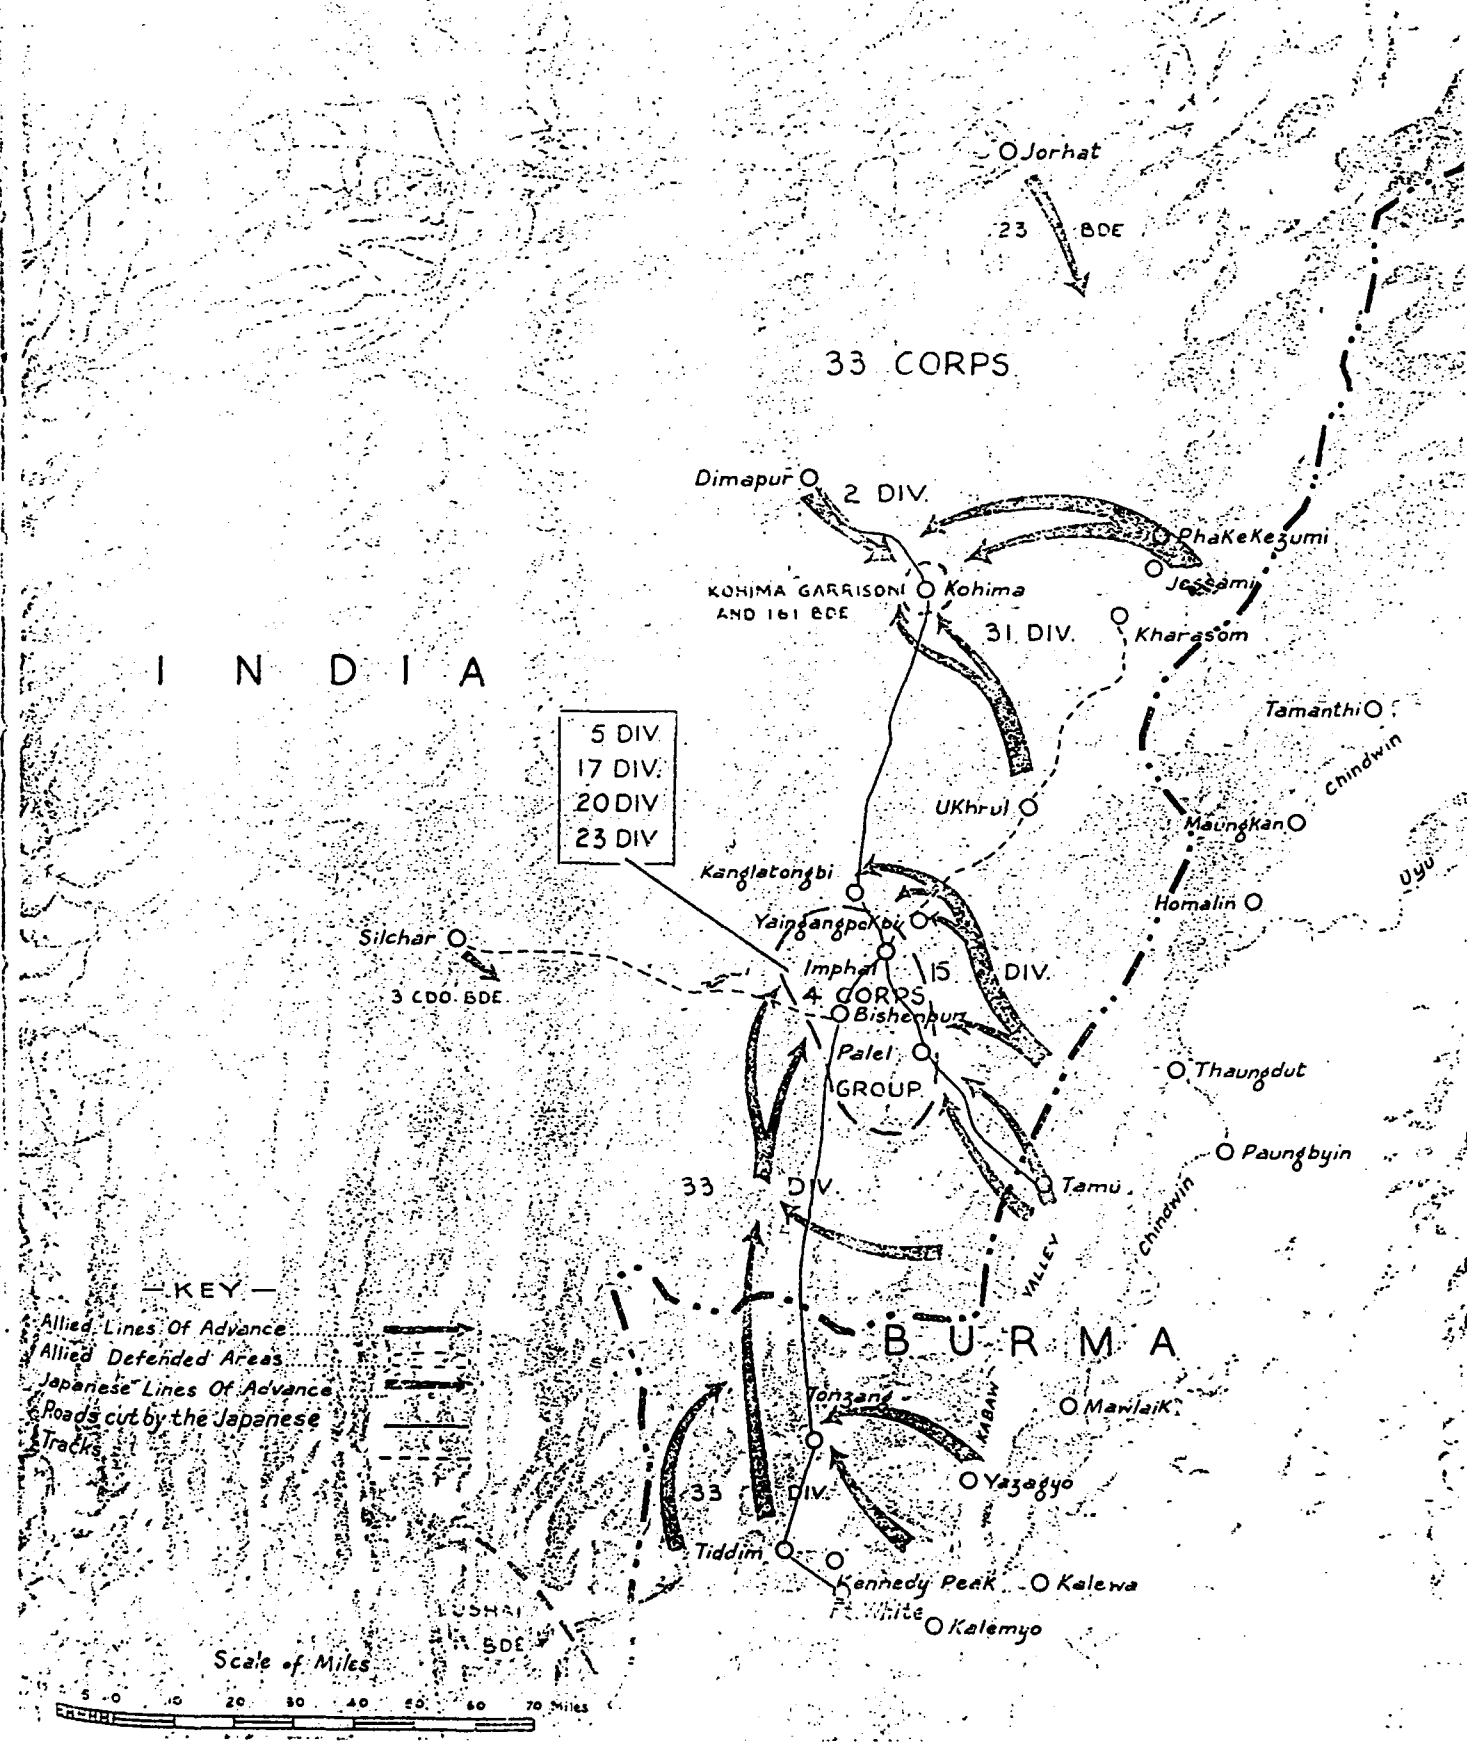 Jorhat
23 BDE
33 CORPS
Dimapur
2 DIV.
Phakekezumi
Jessami
KOHIMA GARRISON
AND 161 BDE
Kohima
31 DIV.
Kharasom
I N D I A
Tamanthi
Chindwin
5 DIV.
17 DIV.
20 DIV
23 DIV
Ukhrul
Maungkan
Uyu
Kanglatongbi
Homalin
Yaingangpokpi
Silchar
Imphal
15 DIV.
3 CDO. BDE.
4 CORPS
Bishenpur
Palel
Thaungdut
GROUP
Paungbyin
33 DIV.
Tamu
Chindwin
VALLEY
— KEY —
Allied Lines Of Advance
Allied Defended Areas
Japanese Lines Of Advance
Roads cut by the Japanese
Tracks
B U R M A
Tonzang
KABAW
Mawlaik
Yazagyo
33 DIV.
Tiddim
Kennedy Peak
Kalewa
Ft. White
Kalemyo
LUSHAI
BDE
Scale of Miles
5 0 10 20 30 40 50 60 70 Miles